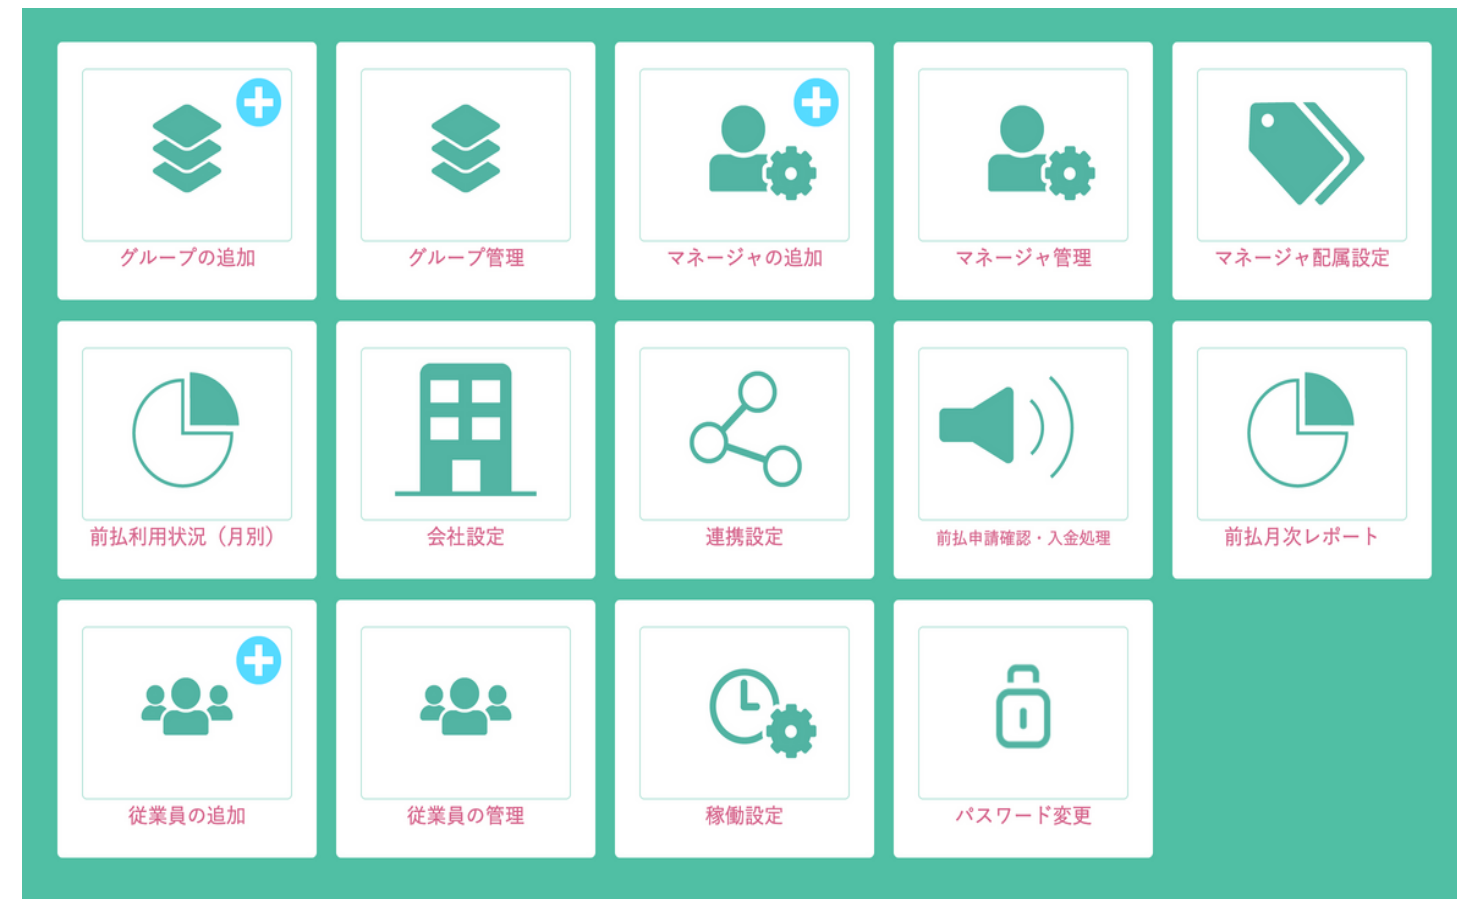 グループの追加
グループ管理
マネージャの追加
マネージャ管理
マネージャ配属設定
前払利用状況（月別）
会社設定
連携設定
前払申請確認・入金処理
前払月次レポート
従業員の追加
従業員の管理
稼働設定
パスワード変更